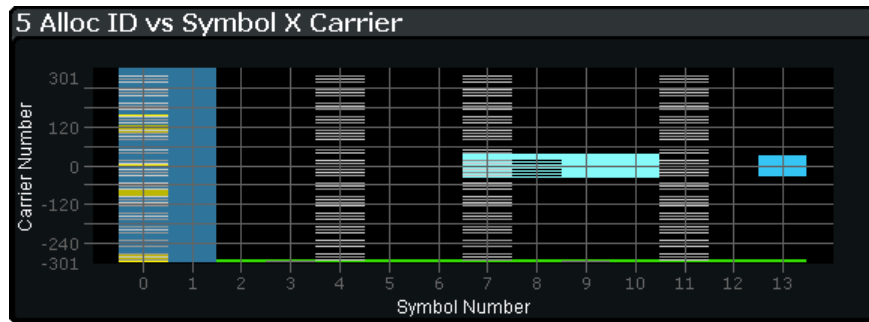 5 Alloc ID vs Symbol X Carrier
301
120
0
-120
-240
-301
Carrier Number
0 1 2 3 4 5 6 7 8 9 10 11 12 13
Symbol Number